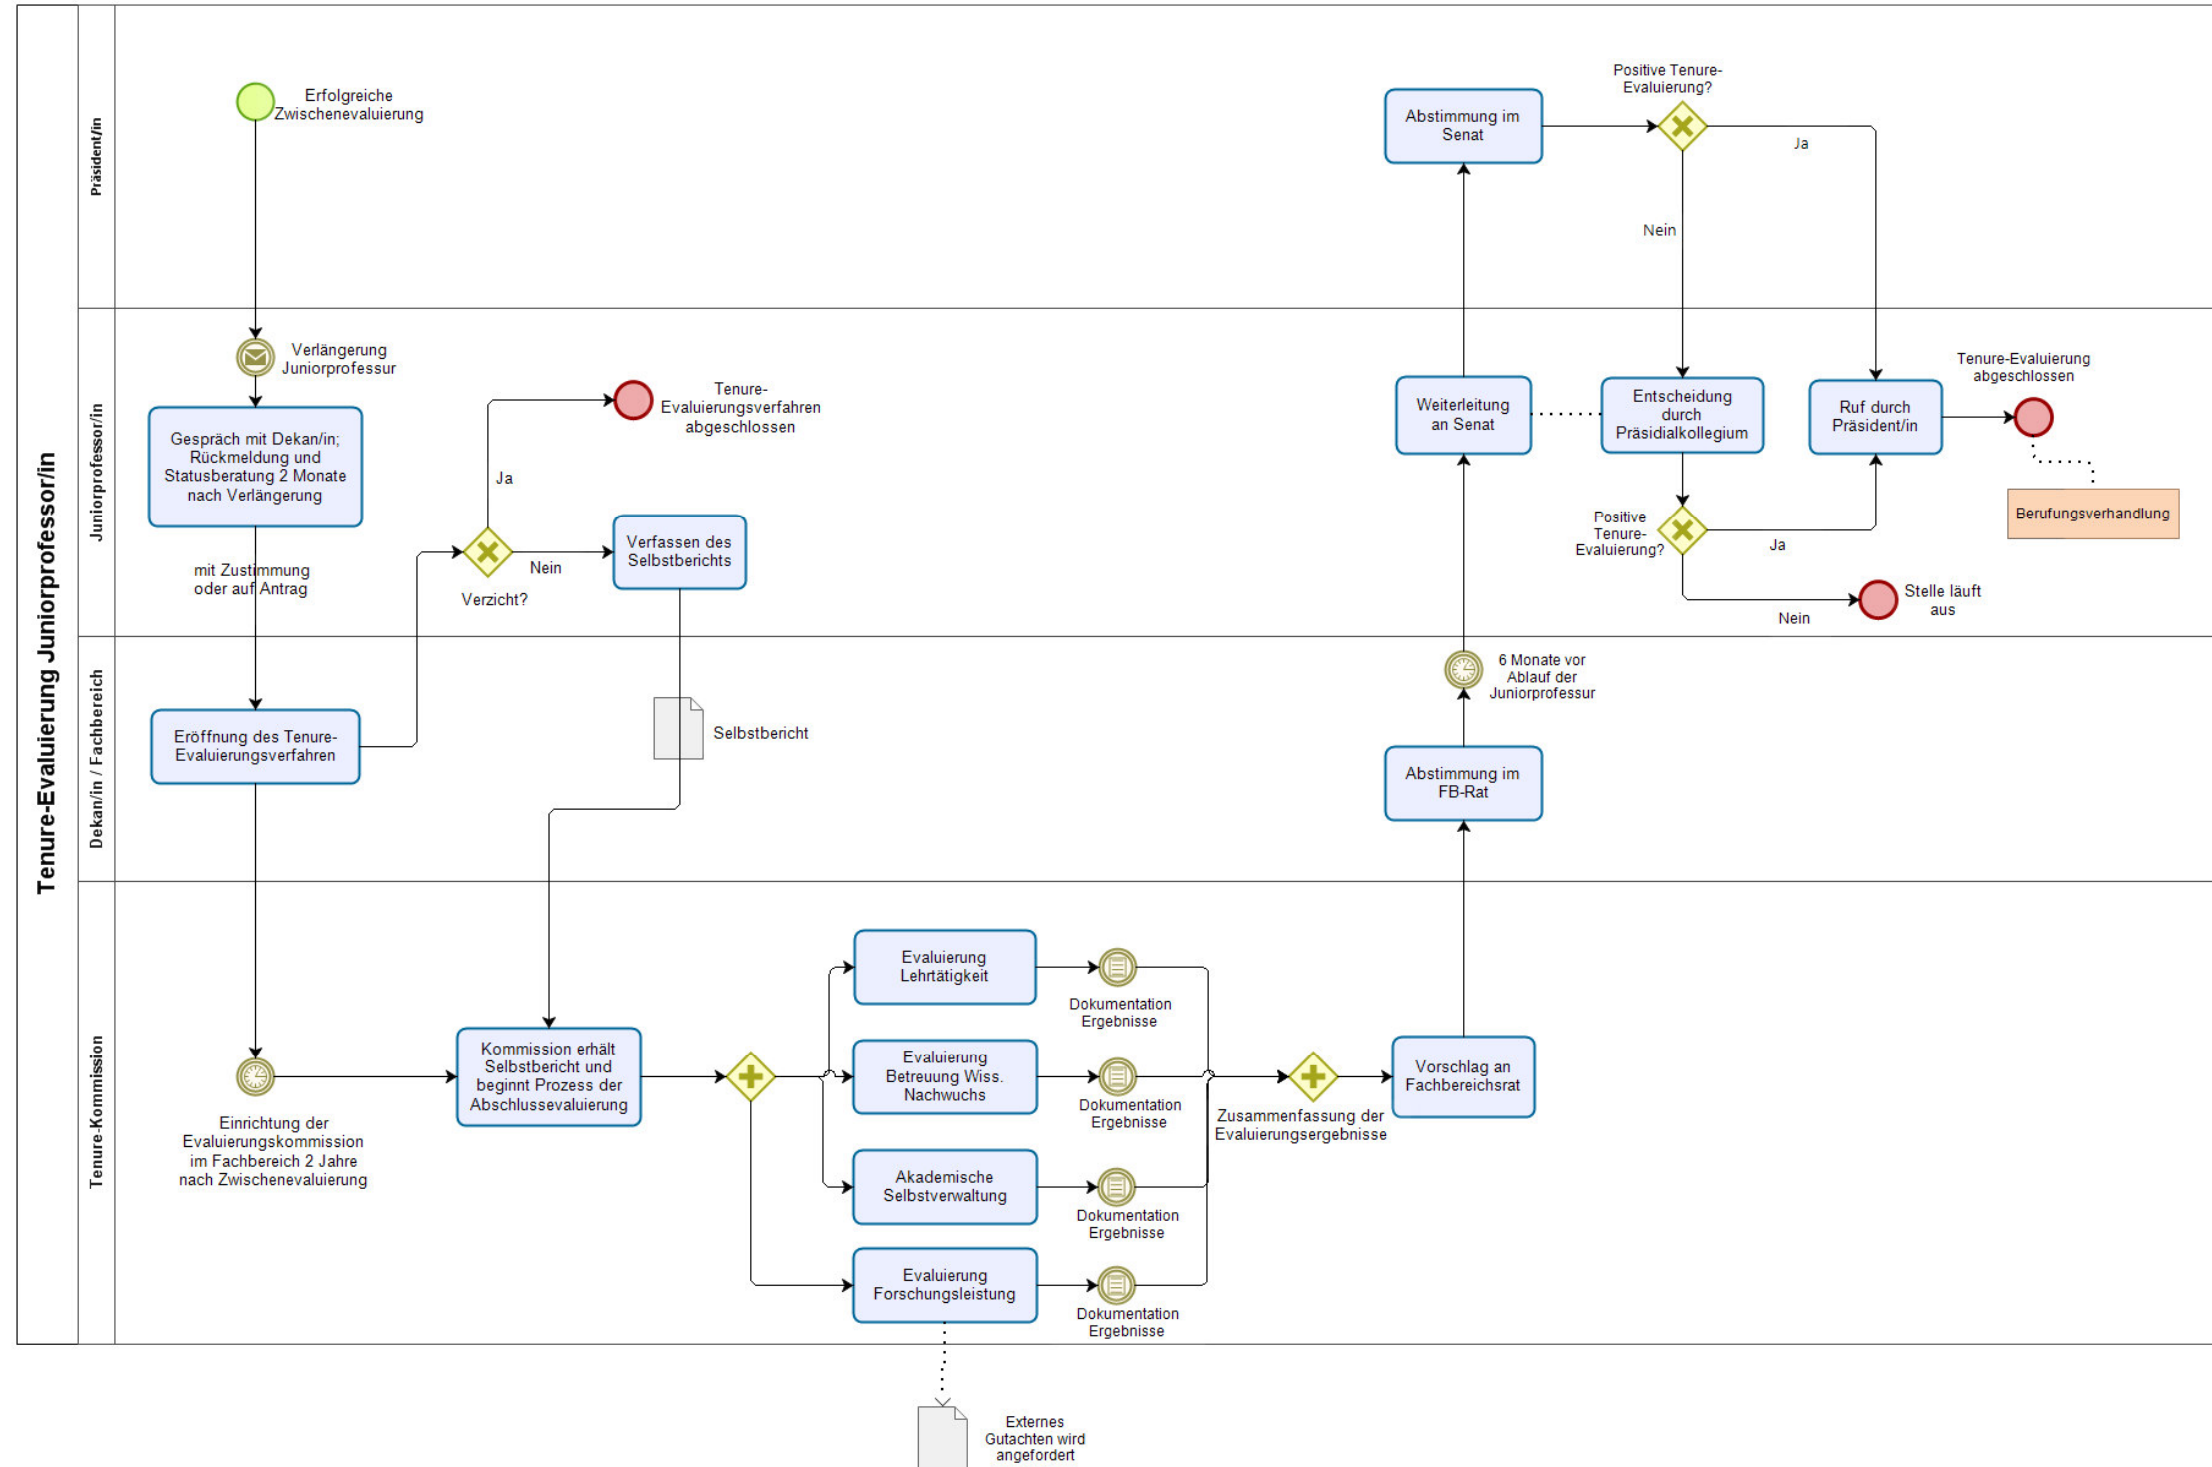 Tenure-Evaluierung Juniorprofessor/in
Präsident/in
Erfolgreiche
Zwischenevaluierung
Abstimmung im
Senat
Positive Tenure-
Evaluierung?
Ja
Nein
Juniorprofessor/in
Verlängerung
Juniorprofessur
Gespräch mit Dekan/in;
Rückmeldung und
Statusberatung 2 Monate
nach Verlängerung
mit Zustimmung
oder auf Antrag
Tenure-
Evaluierungsverfahren
abgeschlossen
Ja
Verzicht?
Nein
Verfassen des
Selbstberichts
Weiterleitung
an Senat
Entscheidung
durch
Präsidialkollegium
Ruf durch
Präsident/in
Tenure-Evaluierung
abgeschlossen
Berufungsverhandlung
Positive
Tenure-
Evaluierung?
Ja
Nein
Stelle läuft
aus
Dekan/in / Fachbereich
Eröffnung des Tenure-
Evaluierungsverfahren
Selbstbericht
6 Monate vor
Ablauf der
Juniorprofessur
Abstimmung im
FB-Rat
Tenure-Kommission
Einrichtung der
Evaluierungskommission
im Fachbereich 2 Jahre
nach Zwischenevaluierung
Kommission erhält
Selbstbericht und
beginnt Prozess der
Abschlussevaluierung
Evaluierung
Lehrtätigkeit
Dokumentation
Ergebnisse
Evaluierung
Betreuung Wiss.
Nachwuchs
Dokumentation
Ergebnisse
Akademische
Selbstverwaltung
Dokumentation
Ergebnisse
Evaluierung
Forschungsleistung
Dokumentation
Ergebnisse
Zusammenfassung der
Evaluierungsergebnisse
Vorschlag an
Fachbereichsrat
Externes
Gutachten wird
angefordert